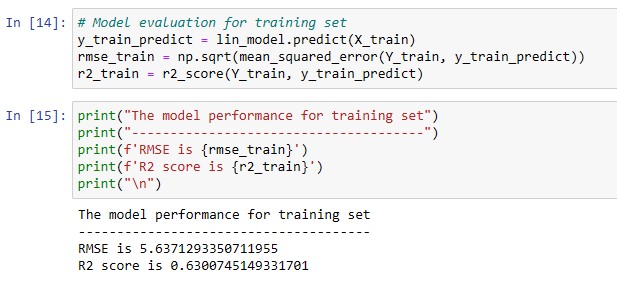 In [14]: # Model evaluation for training set
y_train_predict = lin_model.predict(X_train)
rmse_train = np.sqrt(mean_squared_error(Y_train, y_train_predict))
r2_train = r2_score(Y_train, y_train_predict)
In [15]: print("The model performance for training set")
print("-------------------------------------")
print(f'RMSE is {rmse_train}')
print(f'R2 score is {r2_train}')
print("\n")
The model performance for training set
-------------------------------------
RMSE is 5.6371293350711955
R2 score is 0.6300745149331701